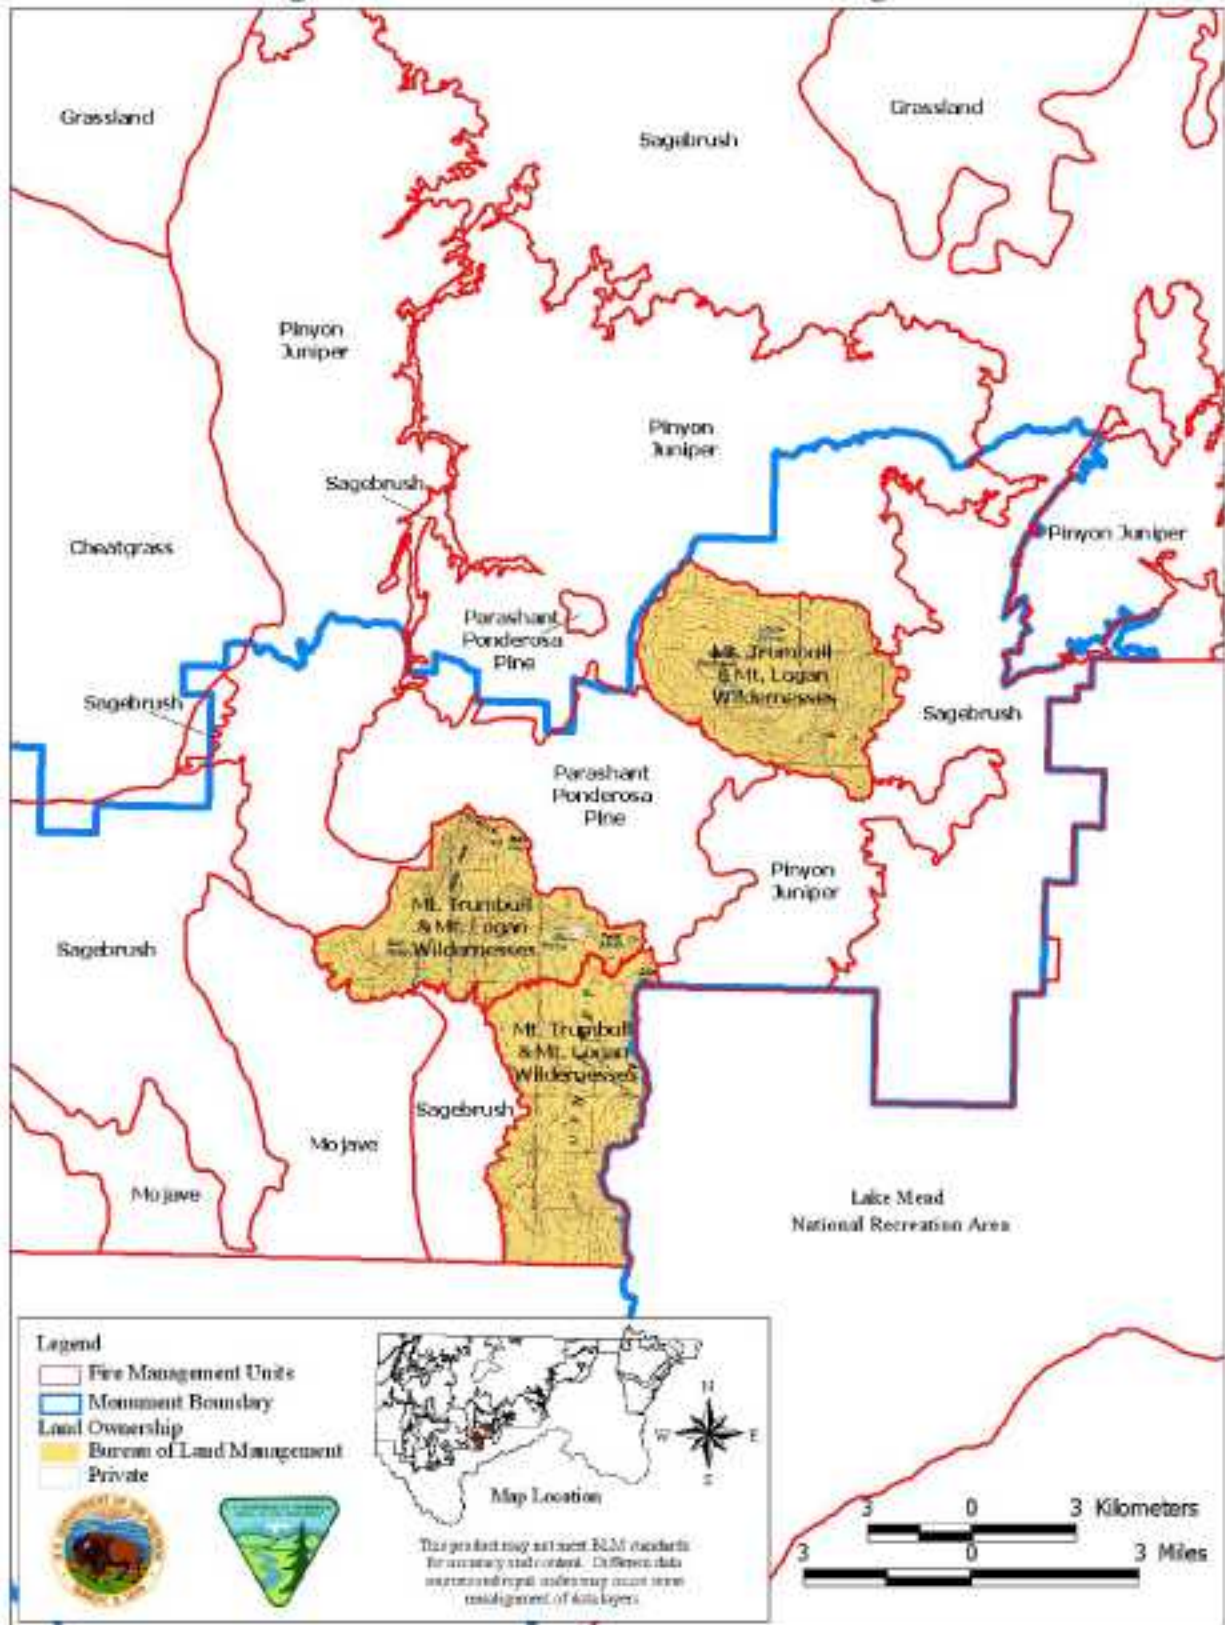 Grassland
Sagebrush
Grassland
Pinyon
Juniper
Pinyon
Juniper
Sagebrush
Cheatgrass
Pinyon Juniper
Parashant
Ponderosa
Pine
Mt. Trumbull
& Mt. Logan
Wildernesses
Sagebrush
Sagebrush
Parashant
Ponderosa
Pine
Pinyon
Juniper
Mt. Trumbull
& Mt. Logan
Wildernesses
Sagebrush
Mt. Trumbull
& Mt. Logan
Wildernesses
Sagebrush
Mojave
Mojave
Lake Mead
National Recreation Area
Legend
Fire Management Units
Monument Boundary
Land Ownership
Bureau of Land Management
Private
N
W
E
S
Map Location
This product may not meet BLM standards
for accuracy and content. Different data
sources and input scales may cause some
misalignment of data layers
3 0 3 Kilometers
3 0 3 Miles